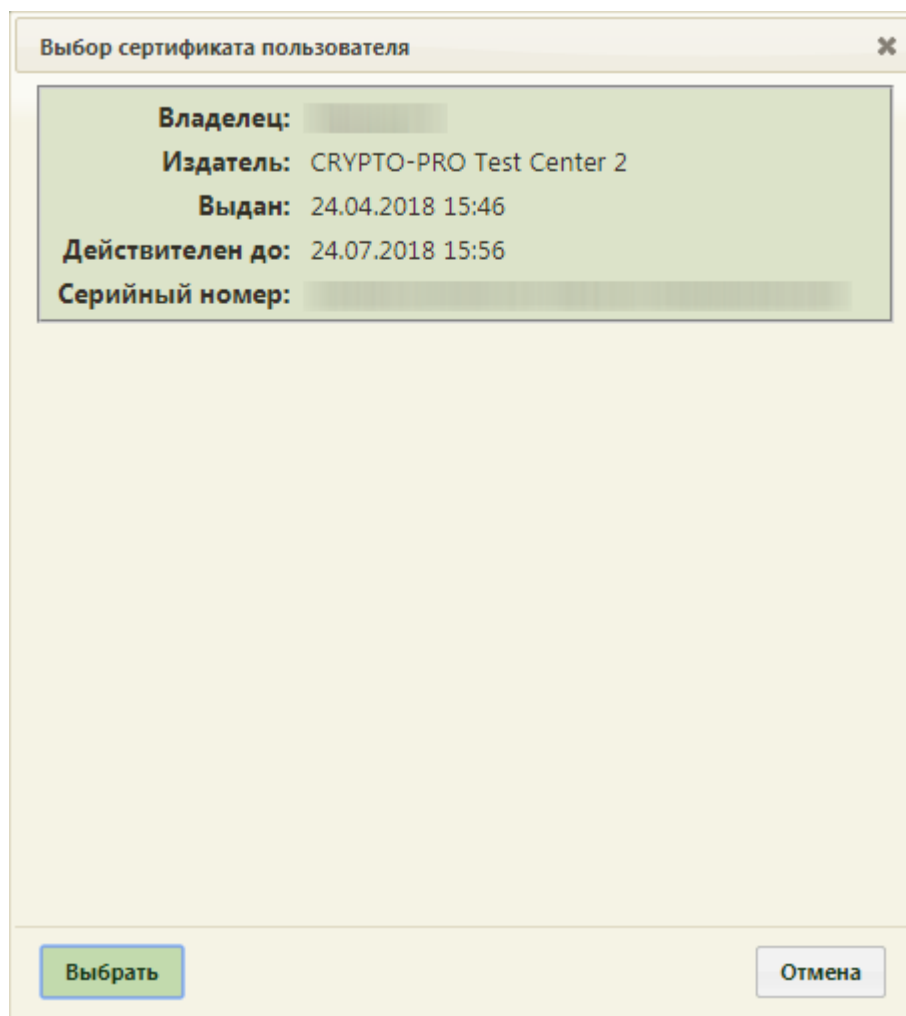 Выбор сертификата пользователя
Владелец:
Издатель: CRYPTO-PRO Test Center 2
Выдан: 24.04.2018 15:46
Действителен до: 24.07.2018 15:56
Серийный номер:
Выбрать
Отмена